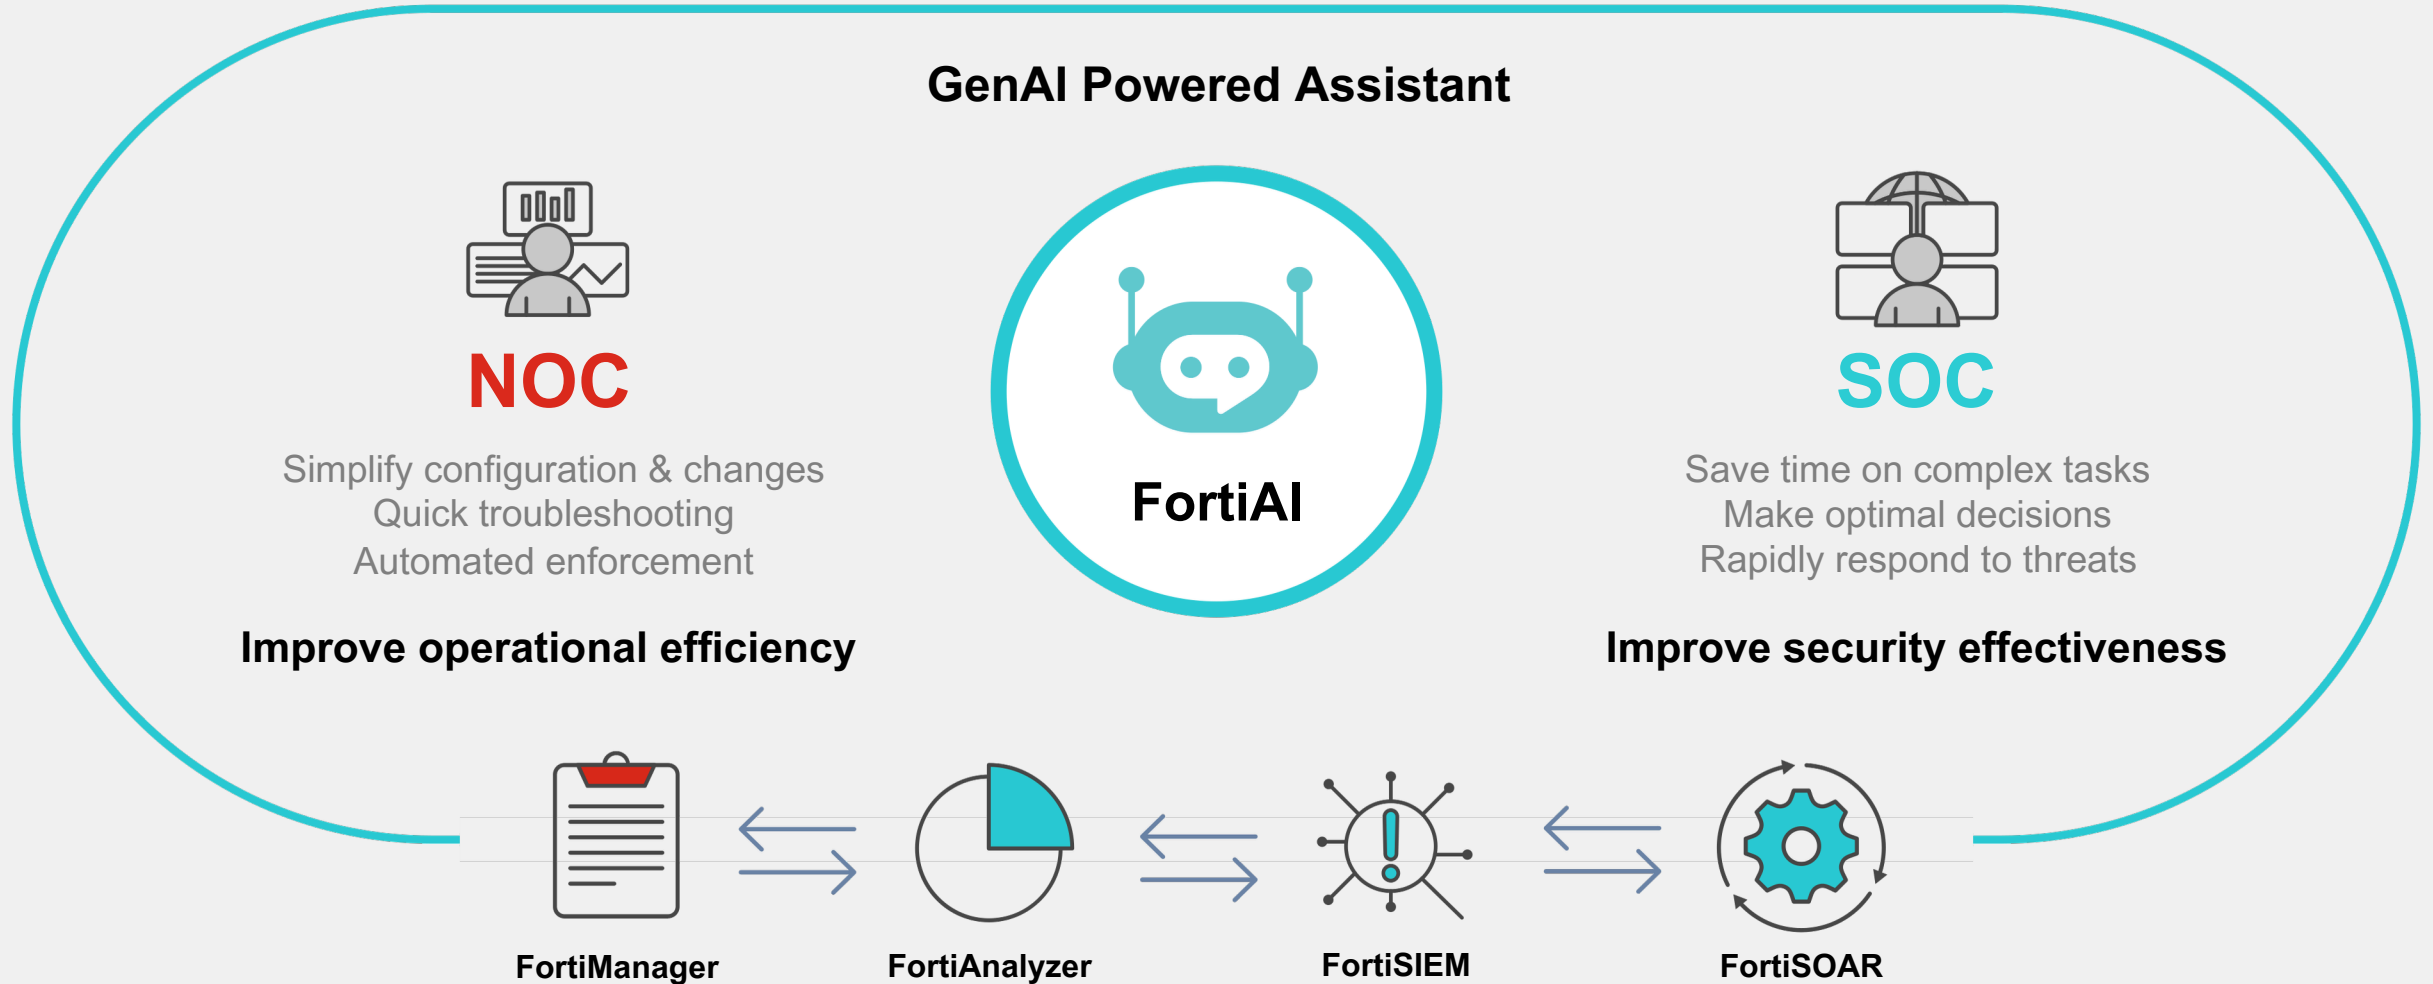 GenAI Powered Assistant
NOC
Simplify configuration & changes
Quick troubleshooting
Automated enforcement
Improve operational efficiency
FortiAI
SOC
Save time on complex tasks
Make optimal decisions
Rapidly respond to threats
Improve security effectiveness
FortiManager
FortiAnalyzer
FortiSIEM
FortiSOAR